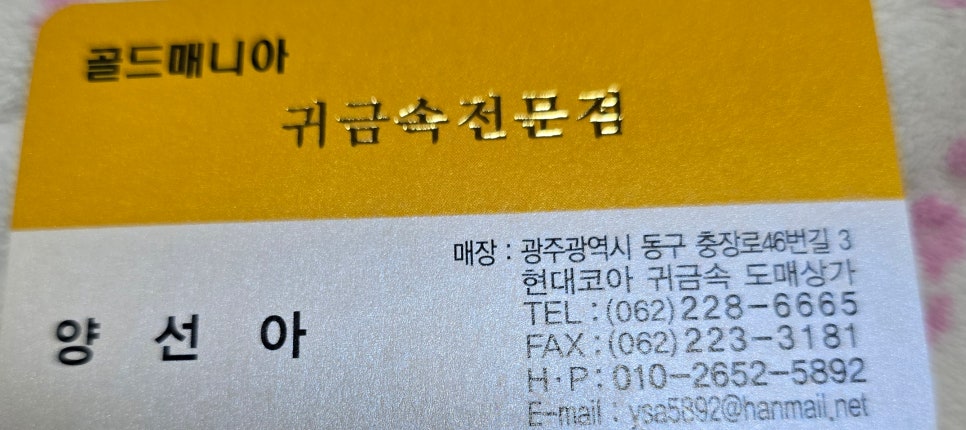 골드매니아
귀금속전문점
양 선 아
매장 : 광주광역시 동구 충장로46번길 3
현대코아 귀금속 도매상가
TEL : (062)228-6665
FAX : (062)223-3181
H·P : 010-2652-5892
E-mail : ysa5892@hanmail.net